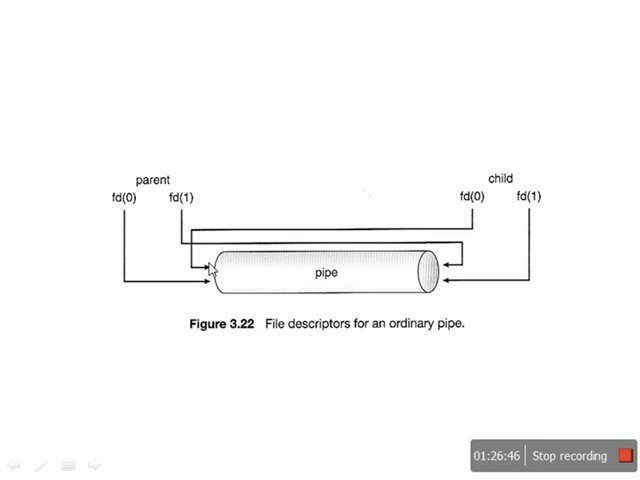 parent
child
fd(0)
fd(1)
fd(0)
fd(1)
pipe
Figure 3.22 File descriptors for an ordinary pipe.
01:26:46 Stop recording